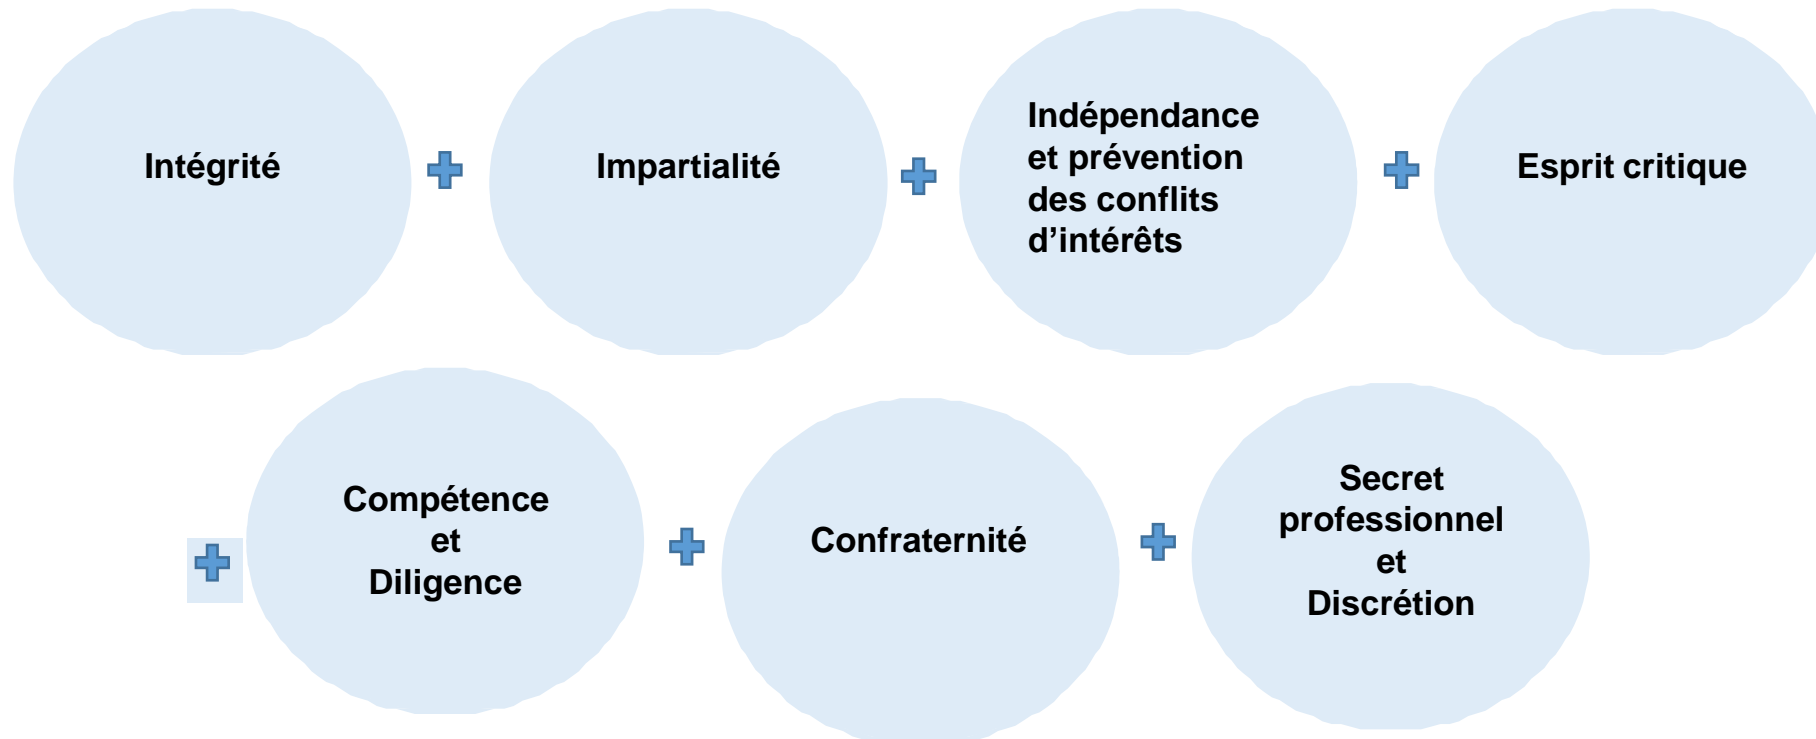 Intégrité
Impartialité
Indépendance
et prévention
des conflits
d’intérêts
Esprit critique
Compétence
et
Diligence
Confraternité
Secret
professionnel
et
Discrétion